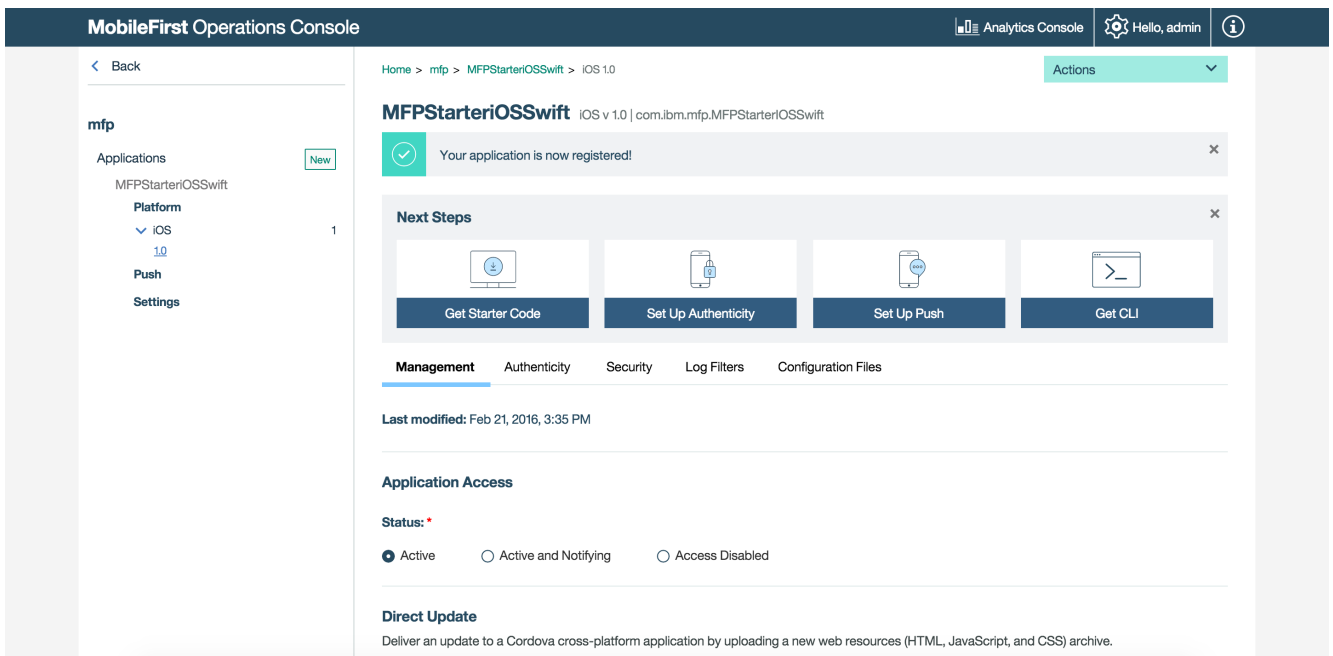 MobileFirst Operations Console
Analytics Console
Hello, admin
Back
mfp
Applications New
MFPStarteriOSSwift
Platform
iOS 1
1.0
Push
Settings
Home > mfp > MFPStarteriOSSwift > iOS 1.0
Actions
MFPStarteriOSSwift iOS v 1.0 | com.ibm.mfp.MFPStarterIOSSwift
Your application is now registered!
Next Steps
Get Starter Code
Set Up Authenticity
Set Up Push
Get CLI
Management Authenticity Security Log Filters Configuration Files
Last modified: Feb 21, 2016, 3:35 PM
Application Access
Status: *
Active Active and Notifying Access Disabled
Direct Update
Deliver an update to a Cordova cross-platform application by uploading a new web resources (HTML, JavaScript, and CSS) archive.